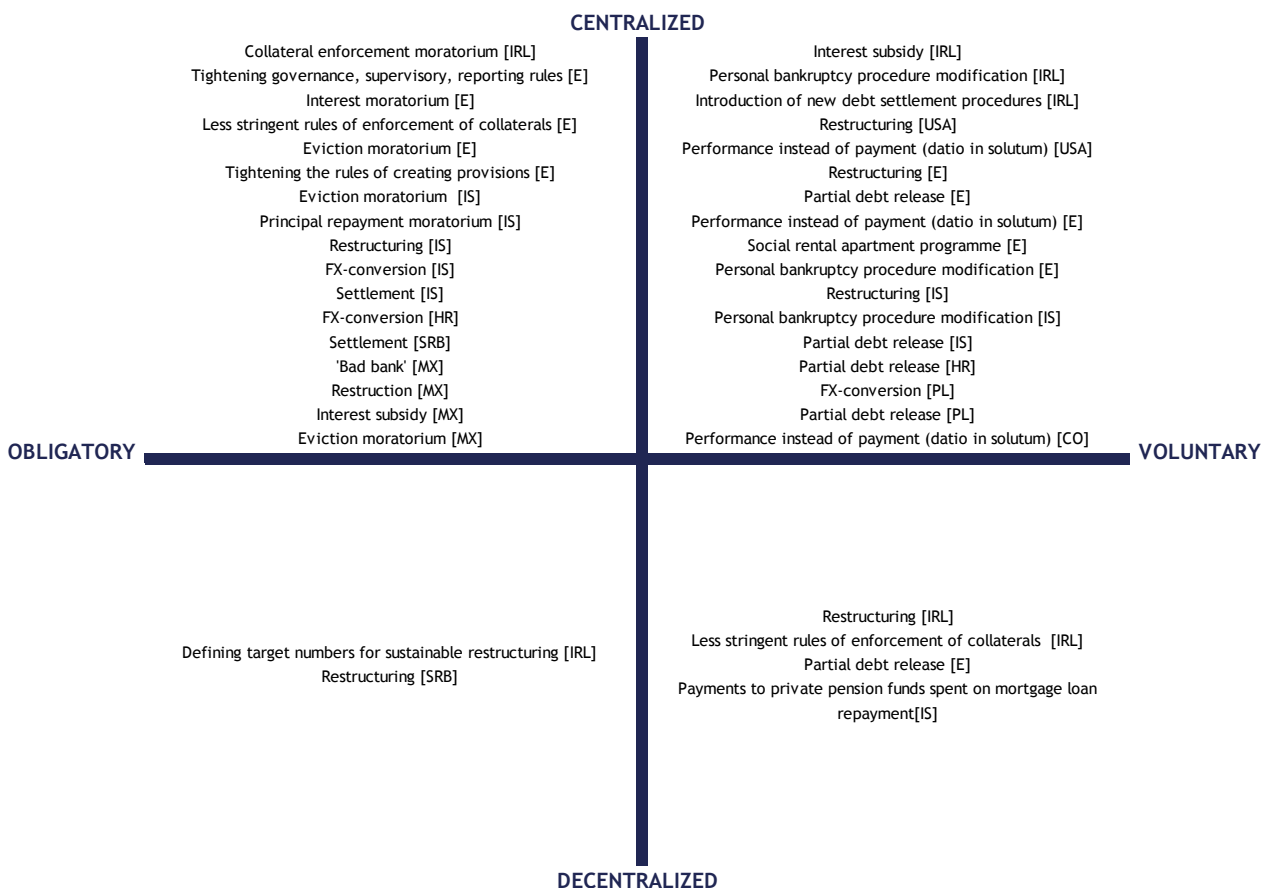 CENTRALIZED
Collateral enforcement moratorium [IRL]
Tightening governance, supervisory, reporting rules [E]
Interest moratorium [E]
Less stringent rules of enforcement of collaterals [E]
Eviction moratorium [E]
Tightening the rules of creating provisions [E]
Eviction moratorium [IS]
Principal repayment moratorium [IS]
Restructuring [IS]
FX-conversion [IS]
Settlement [IS]
FX-conversion [HR]
Settlement [SRB]
'Bad bank' [MX]
Restruction [MX]
Interest subsidy [MX]
Eviction moratorium [MX]
Interest subsidy [IRL]
Personal bankruptcy procedure modification [IRL]
Introduction of new debt settlement procedures [IRL]
Restructuring [USA]
Performance instead of payment (datio in solutum) [USA]
Restructuring [E]
Partial debt release [E]
Performance instead of payment (datio in solutum) [E]
Social rental apartment programme [E]
Personal bankruptcy procedure modification [E]
Restructuring [IS]
Personal bankruptcy procedure modification [IS]
Partial debt release [IS]
Partial debt release [HR]
FX-conversion [PL]
Partial debt release [PL]
Performance instead of payment (datio in solutum) [CO]
OBLIGATORY
VOLUNTARY
Defining target numbers for sustainable restructuring [IRL]
Restructuring [SRB]
Restructuring [IRL]
Less stringent rules of enforcement of collaterals [IRL]
Partial debt release [E]
Payments to private pension funds spent on mortgage loan
repayment[IS]
DECENTRALIZED